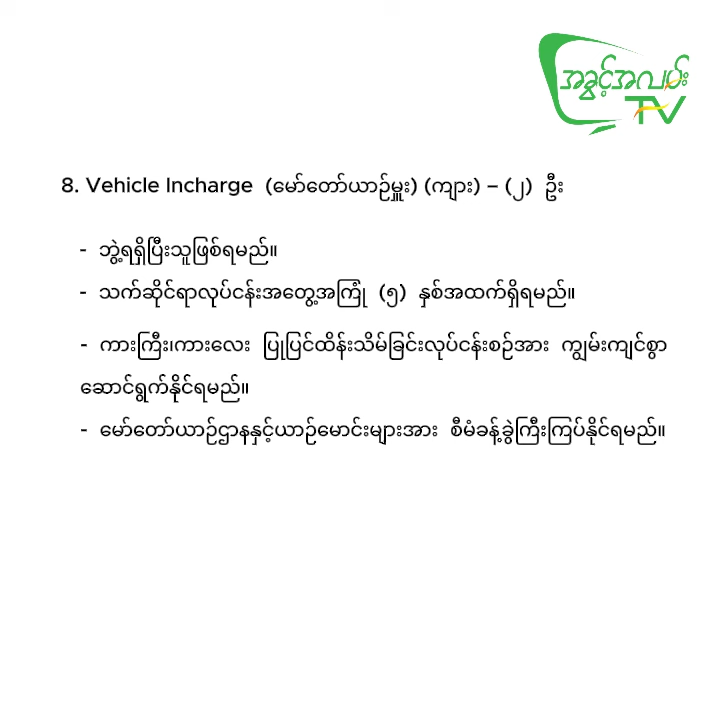 အခွင့်အလမ်း
TV
8. Vehicle Incharge (မော်တော်ယာဉ်မှူး) (ကျား) – (၂) ဦး
- ဘွဲ့ရရှိပြီးသူဖြစ်ရမည်။
- သက်ဆိုင်ရာလုပ်ငန်းအတွေ့အကြုံ (၅) နှစ်အထက်ရှိရမည်။
- ကားကြီး၊ကားလေး ပြုပြင်ထိန်းသိမ်ခြင်းလုပ်ငန်းစဉ်အား ကျွမ်းကျင်စွာ
ဆောင်ရွက်နိုင်ရမည်။
- မော်တော်ယာဉ်ဌာနနှင့်ယာဉ်မောင်းများအား စီမံခန့်ခွဲကြီးကြပ်နိုင်ရမည်။